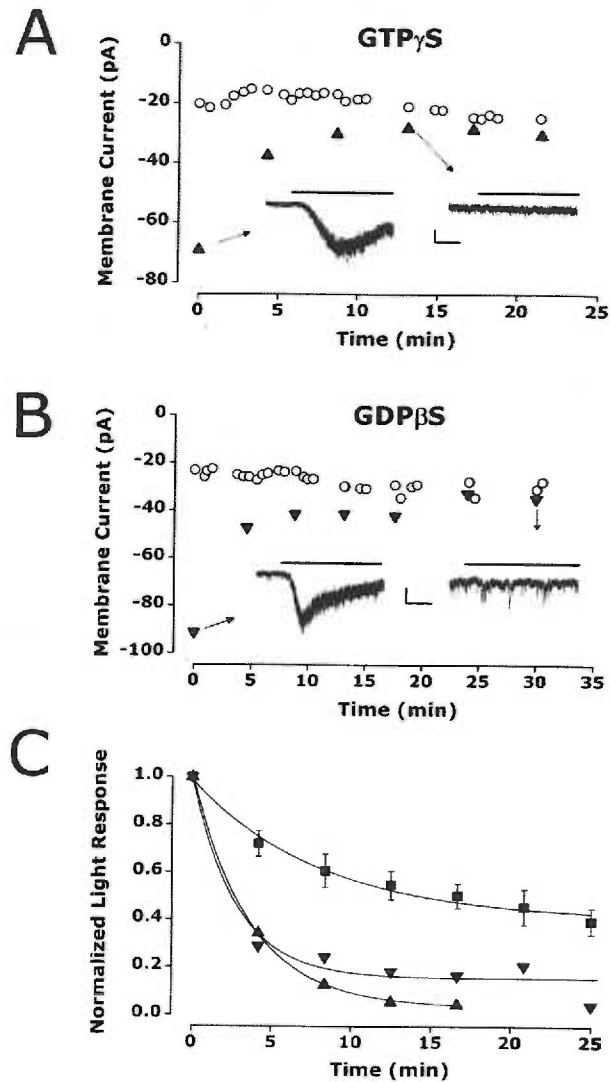 A
GTPγS
Membrane Current (pA)
0
-20
-40
-60
-80
0 5 10 15 20 25
Time (min)
B
GDPβS
Membrane Current (pA)
0
-20
-40
-60
-80
-100
0 5 10 15 20 25 30 35
Time (min)
C
Normalized Light Response
1.0
0.8
0.6
0.4
0.2
0.0
0 5 10 15 20 25
Time (min)